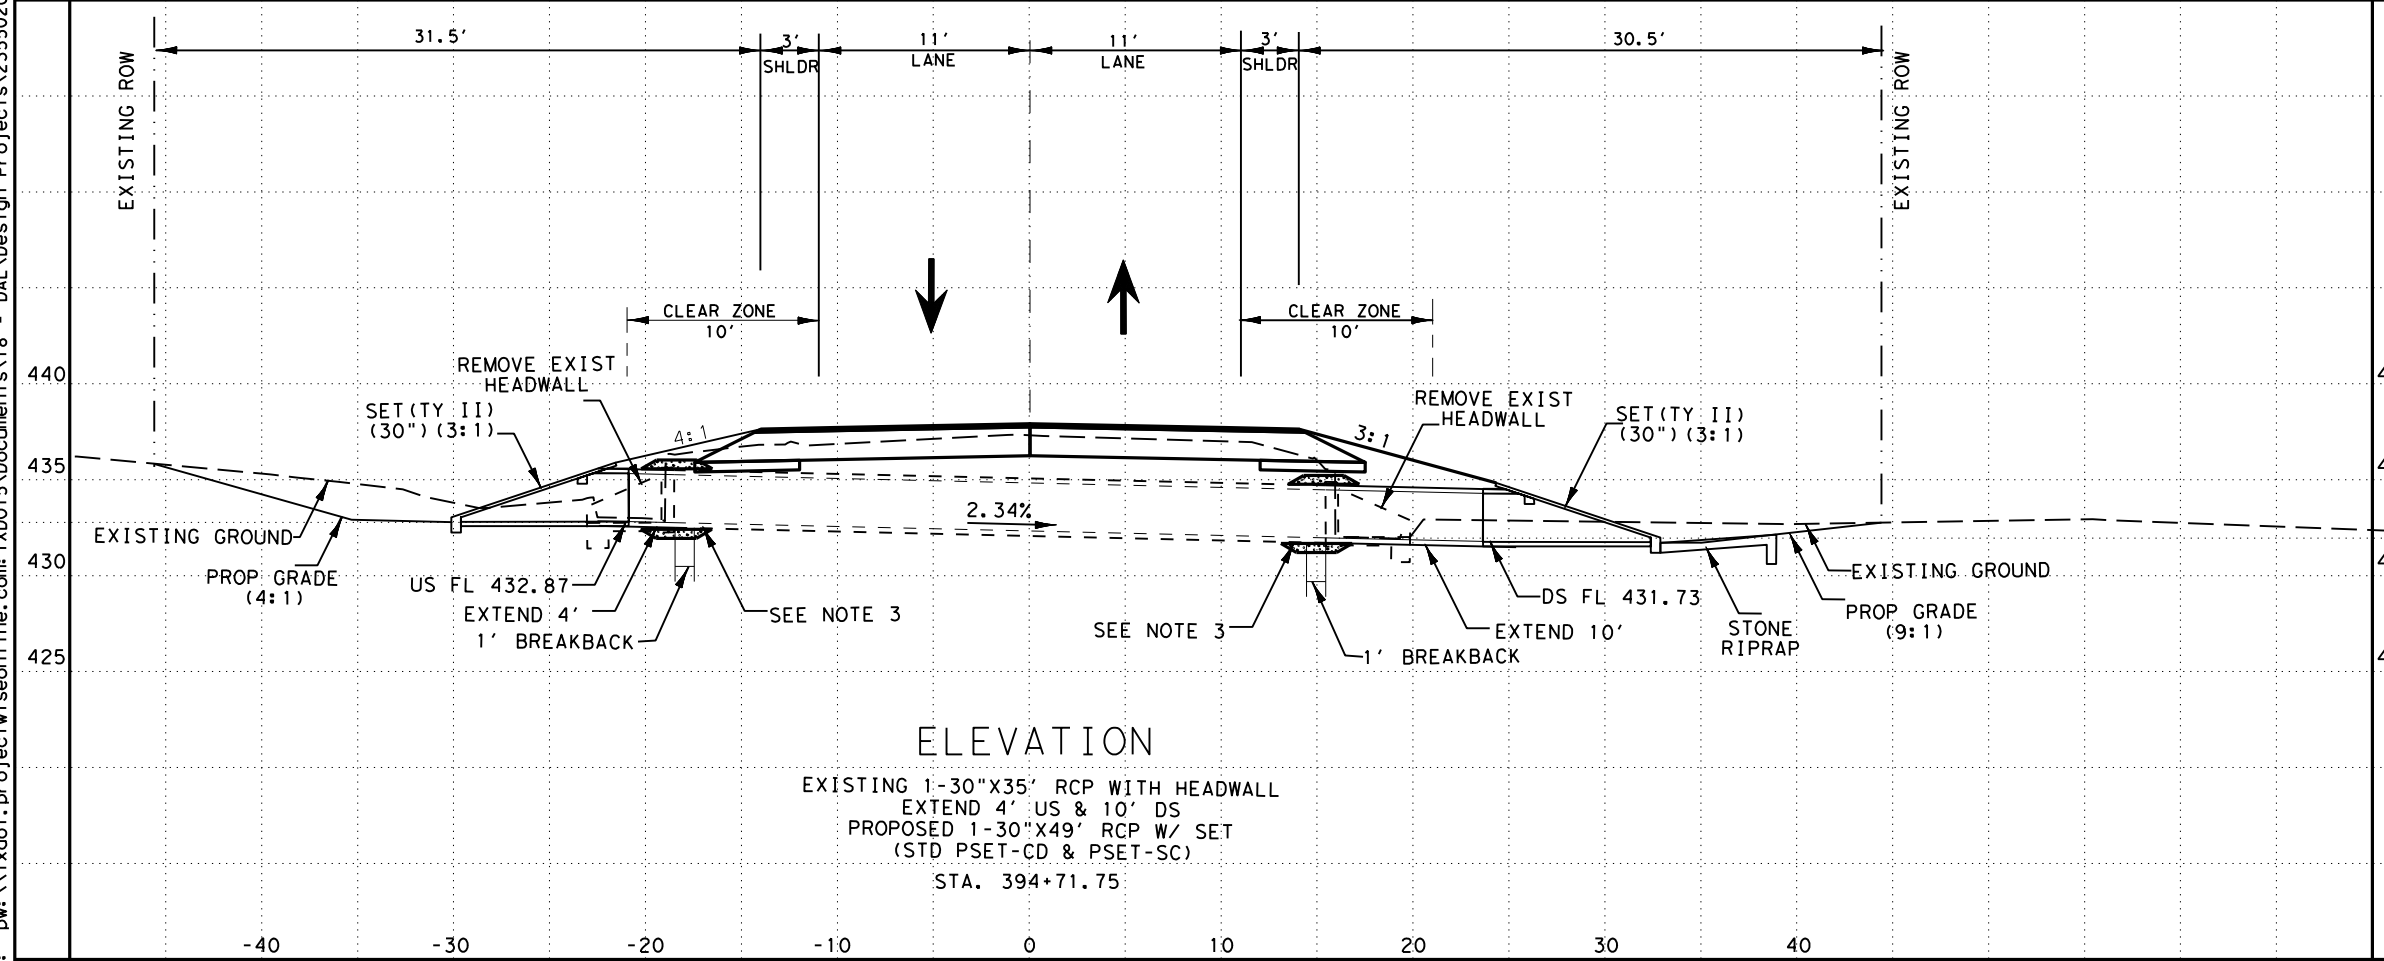 31.5'
3'
11'
11'
3'
30.5'
SHLDR
LANE
LANE
SHLDR
EXISTING ROW
EXISTING ROW
CLEAR ZONE
10'
CLEAR ZONE
10'
REMOVE EXIST
HEADWALL
SET(TY II)
(30")(3:1)
4:1
3:1
REMOVE EXIST
HEADWALL
SET(TY II)
(30")(3:1)
440
435
430
425
2.34%
EXISTING GROUND
PROP GRADE
(4:1)
US FL 432.87
EXTEND 4'
1' BREAKBACK
SEE NOTE 3
SEE NOTE 3
1' BREAKBACK
EXTEND 10'
DS FL 431.73
STONE
RIPRAP
EXISTING GROUND
PROP GRADE
(9:1)
ELEVATION
EXISTING 1-30"X35' RCP WITH HEADWALL
EXTEND 4' US & 10' DS
PROPOSED 1-30"X49' RCP W/ SET
(STD PSET-CD & PSET-SC)
STA. 394+71.75
-40
-30
-20
-10
0
10
20
30
40